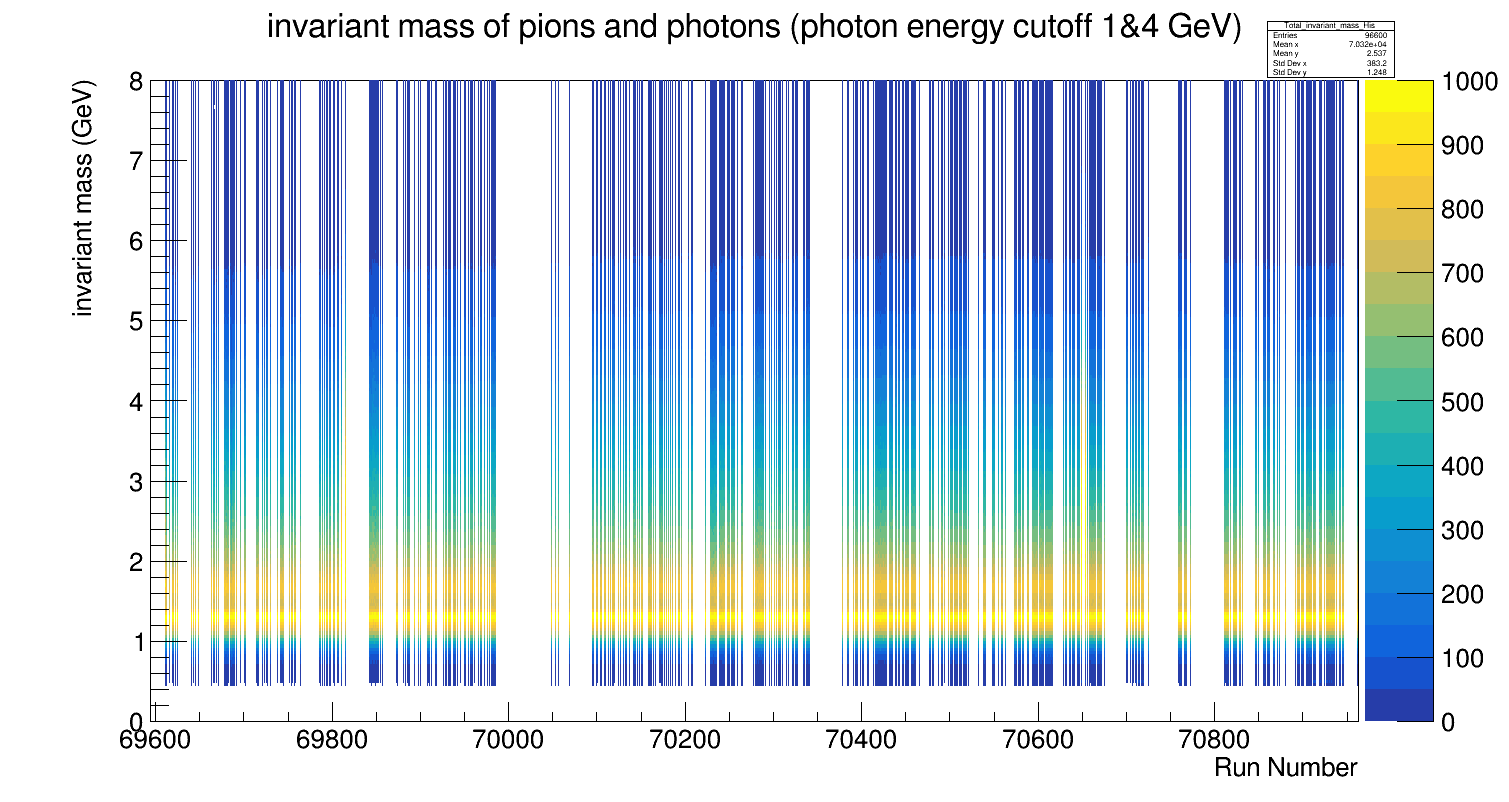 invariant mass of pions and photons (photon energy cutoff 1&4 GeV)
Total_invariant_mass_His
Entries 96600
Mean x 7.032e+04
Mean y 2.537
Std Dev x 383.2
Std Dev y 1.248
invariant mass (GeV)
8
7
6
5
4
3
2
1
0
69600 69800 70000 70200 70400 70600 70800
Run Number
1000
900
800
700
600
500
400
300
200
100
0